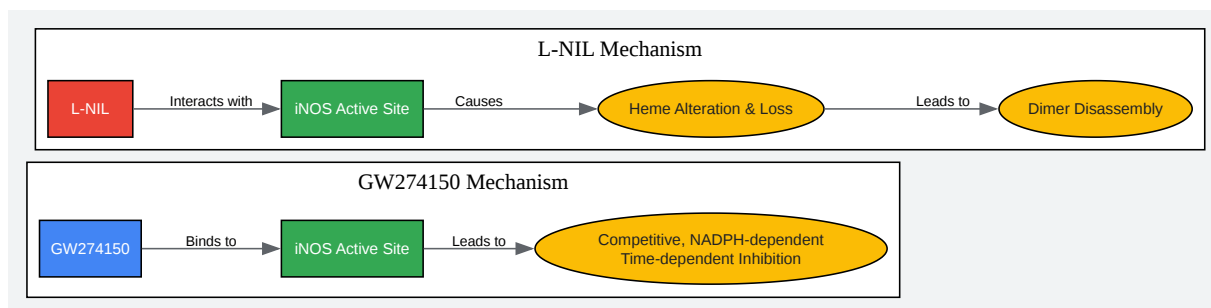 L-NIL Mechanism
L-NIL
Interacts with
iNOS Active Site
Causes
Heme Alteration & Loss
Leads to
Dimer Disassembly
GW274150 Mechanism
GW274150
Binds to
iNOS Active Site
Leads to
Competitive, NADPH-dependent
Time-dependent Inhibition